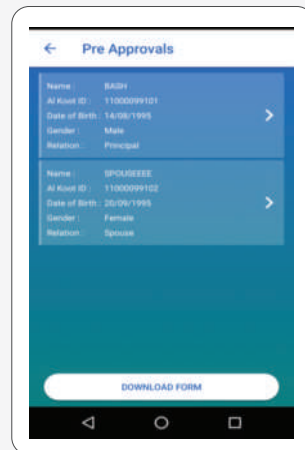 Pre Approvals
Name : BASH
Al Koot ID : 11000099101
Date of Birth : 14/08/1995
Gender : Male
Relation : Principal
Name : SPOUSEEEE
Al Koot ID : 11000099102
Date of Birth : 20/09/1995
Gender : Female
Relation : Spouse
DOWNLOAD FORM